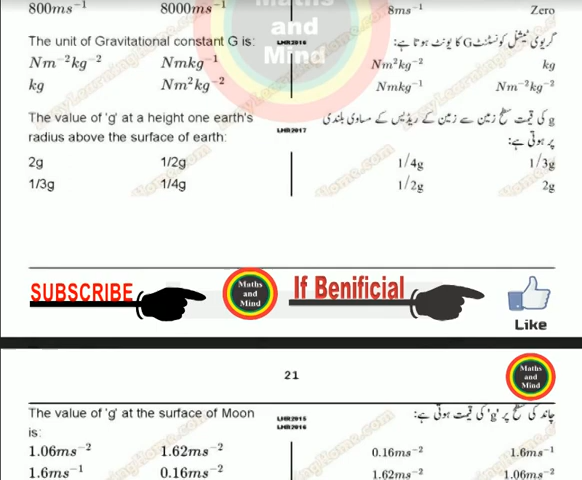 800ms⁻¹ 8000ms⁻¹ 8ms⁻¹ Zero
Maths
and
Mind
The unit of Gravitational constant G is: LHR2016 گریوی ٹیشنل کونسٹنٹ G کا یونٹ ہوتا ہے:
Nm⁻²kg⁻² Nmkg⁻¹ Nm²kg⁻² kg
kg Nm²kg⁻² Nmkg⁻¹ Nm⁻²kg⁻²
The value of 'g' at a height one earth's LHR2017 g کی قیمت سطح زمین سے زمین کے ریڈیس کے مساوی بلندی
radius above the surface of earth: پر ہوتی ہے:
2g 1/2g 1/4g 1/3g
1/3g 1/4g 1/2g 2g
SUBSCRIBE Maths and Mind If Benificial
Like
21
Maths
and
Mind
The value of 'g' at the surface of Moon LHR2015 چاند کی سطح پر 'g' کی قیمت ہوتی ہے:
is: LHR2016
1.06ms⁻² 1.62ms⁻² 0.16ms⁻² 1.6ms⁻¹
1.6ms⁻¹ 0.16ms⁻² 1.62ms⁻² 1.06ms⁻²